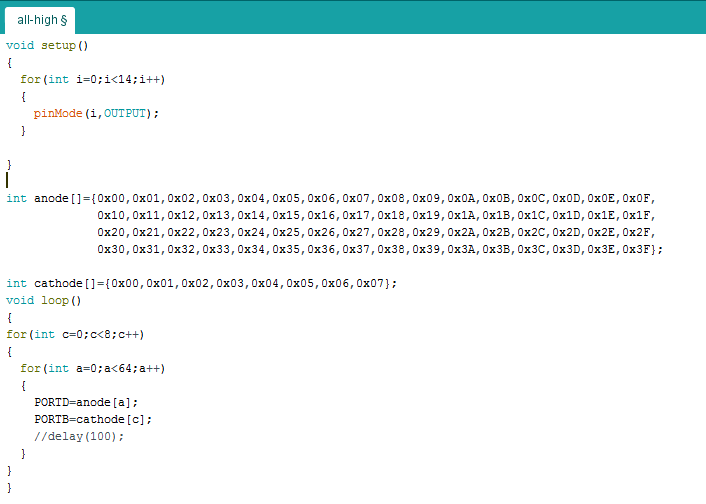 all-high §
void setup()
{
for(int i=0;i<14;i++)
{
pinMode(i,OUTPUT);
}
}
int anode[]={0x00,0x01,0x02,0x03,0x04,0x05,0x06,0x07,0x08,0x09,0x0A,0x0B,0x0C,0x0D,0x0E,0x0F,
0x10,0x11,0x12,0x13,0x14,0x15,0x16,0x17,0x18,0x19,0x1A,0x1B,0x1C,0x1D,0x1E,0x1F,
0x20,0x21,0x22,0x23,0x24,0x25,0x26,0x27,0x28,0x29,0x2A,0x2B,0x2C,0x2D,0x2E,0x2F,
0x30,0x31,0x32,0x33,0x34,0x35,0x36,0x37,0x38,0x39,0x3A,0x3B,0x3C,0x3D,0x3E,0x3F};
int cathode[]={0x00,0x01,0x02,0x03,0x04,0x05,0x06,0x07};
void loop()
{
for(int c=0;c<8;c++)
{
for(int a=0;a<64;a++)
{
PORTD=anode[a];
PORTB=cathode[c];
//delay(100);
}
}
}